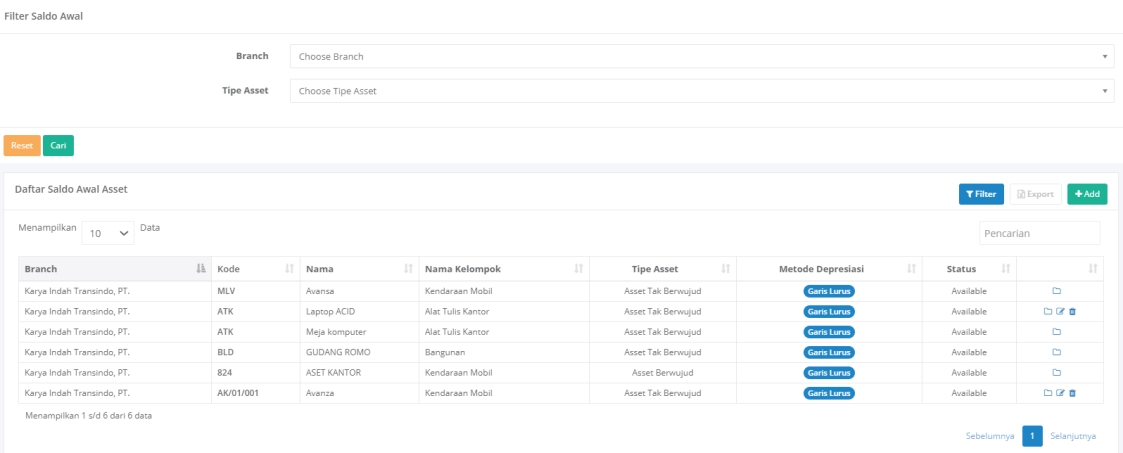 Filter Saldo Awal
Branch Choose Branch
Tipe Asset Choose Tipe Asset
Reset Cari
Daftar Saldo Awal Asset Filter Export +Add
Menampilkan 10 Data Pencarian
Branch Kode Nama Nama Kelompok Tipe Asset Metode Depresiasi Status
Karya Indah Transindo, PT. MLV Avansa Kendaraan Mobil Asset Tak Berwujud Garis Lurus Available
Karya Indah Transindo, PT. ATK Laptop ACID Alat Tulis Kantor Asset Tak Berwujud Garis Lurus Available
Karya Indah Transindo, PT. ATK Meja komputer Alat Tulis Kantor Asset Tak Berwujud Garis Lurus Available
Karya Indah Transindo, PT. BLD GUDANG ROMO Bangunan Asset Tak Berwujud Garis Lurus Available
Karya Indah Transindo, PT. 824 ASET KANTOR Kendaraan Mobil Asset Berwujud Garis Lurus Available
Karya Indah Transindo, PT. AK/01/001 Avanza Kendaraan Mobil Asset Tak Berwujud Garis Lurus Available
Menampilkan 1 s/d 6 dari 6 data
Sebelumnya 1 Selanjutnya